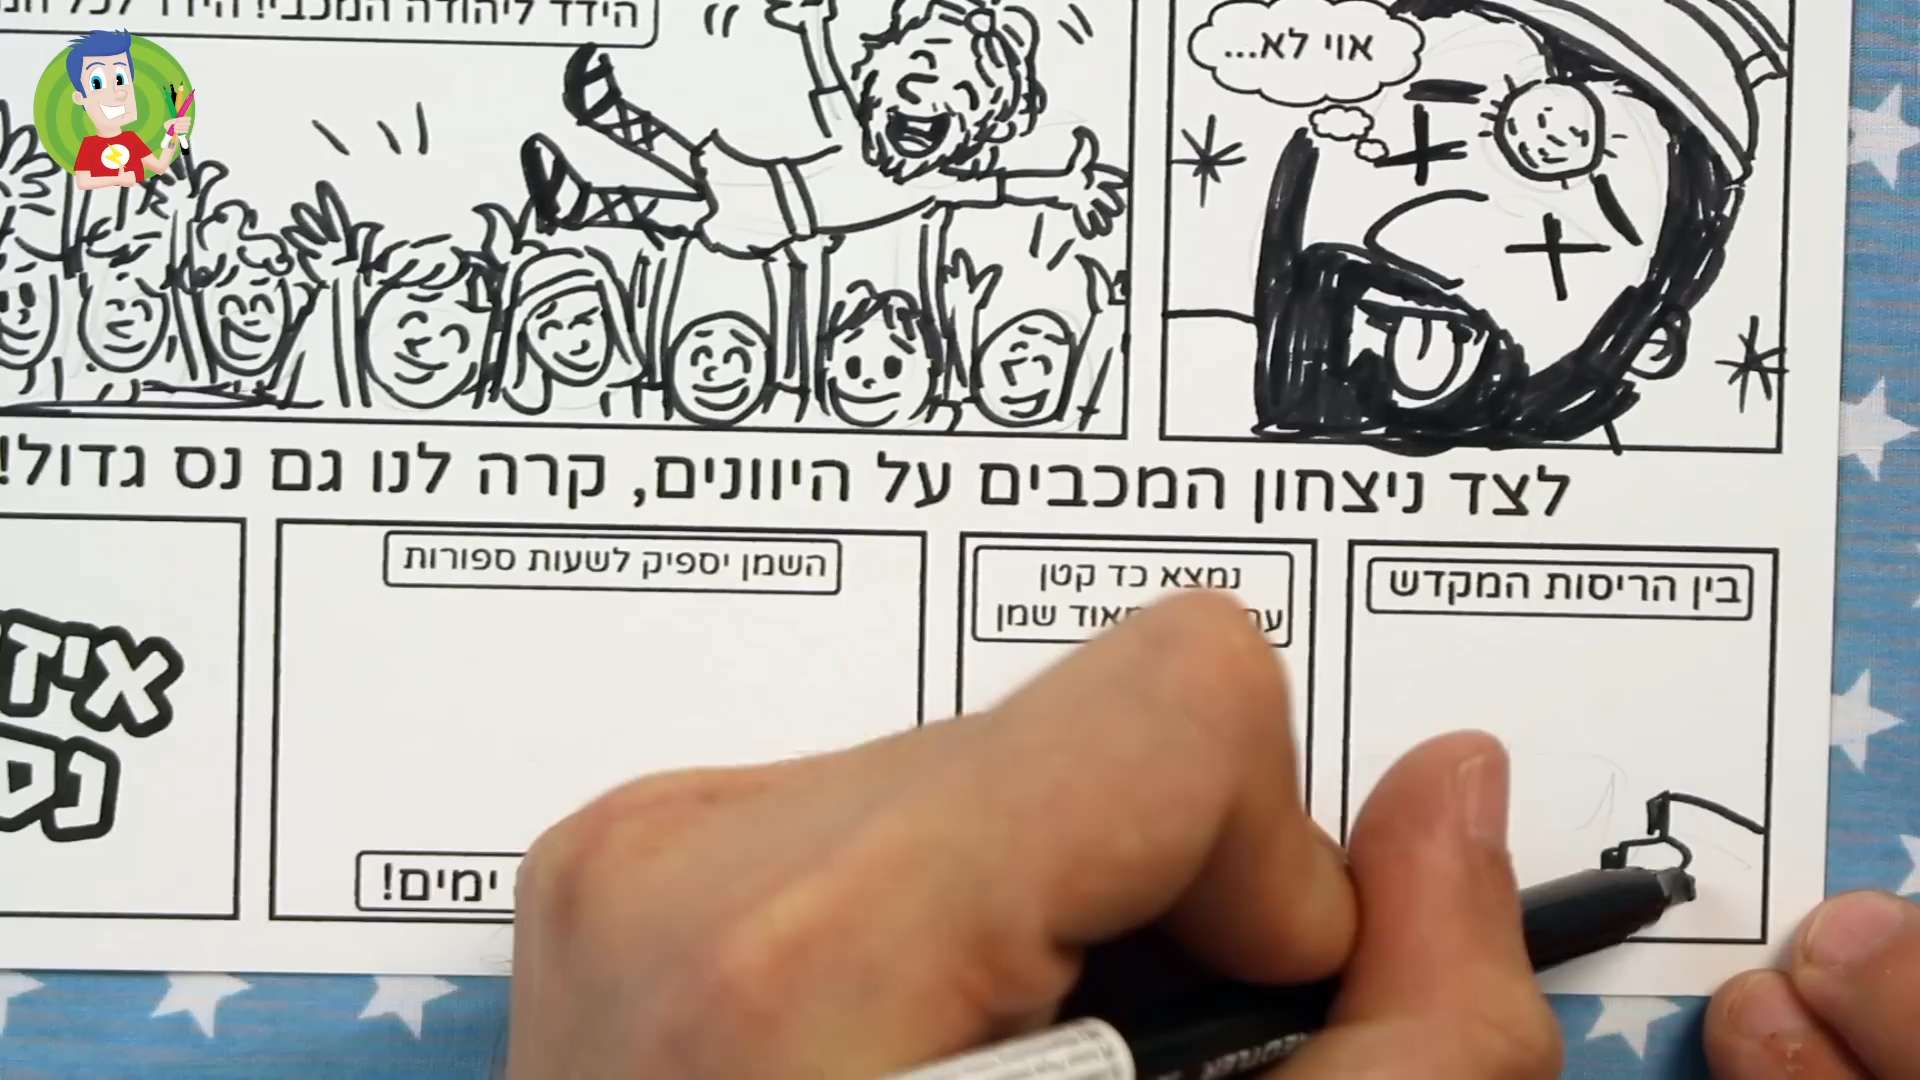 הידד ליהודה המכבי! הידד לכל
אוי לא...
לצד ניצחון המכבים על היוונים, קרה לנו גם נס גדול!
בין הריסות המקדש
נמצא כד קטן
שמן
השמן יספיק לשעות ספורות
ימים!